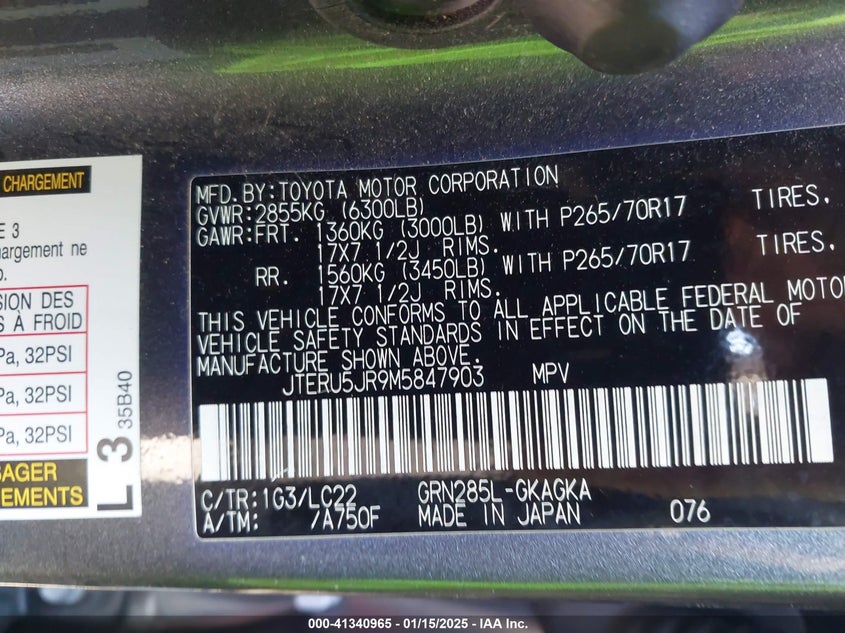 CHARGEMENT
E 3
hargement ne
o.
SION DES
S À FROID
Pa, 32PSI
Pa, 32PSI
Pa, 32PSI
SAGER
EMENTS
L 3
35B40
MFD.BY:TOYOTA MOTOR CORPORATION
GVWR:2855KG (6300LB)
GAWR:FRT. 1360KG (3000LB) WITH P265/70R17 TIRES,
17X7 1/2J RIMS.
RR. 1560KG (3450LB) WITH P265/70R17 TIRES,
17X7 1/2J RIMS.
THIS VEHICLE CONFORMS TO ALL APPLICABLE FEDERAL MOTO
VEHICLE SAFETY STANDARDS IN EFFECT ON THE DATE OF
MANUFACTURE SHOWN ABOVE.
JTERU5JR9M5847903 MPV
C/TR:1G3/LC22 GRN285L-GKAGKA
A/TM: /A750F MADE IN JAPAN 076
000-41340965 - 01/15/2025 - IAA Inc.